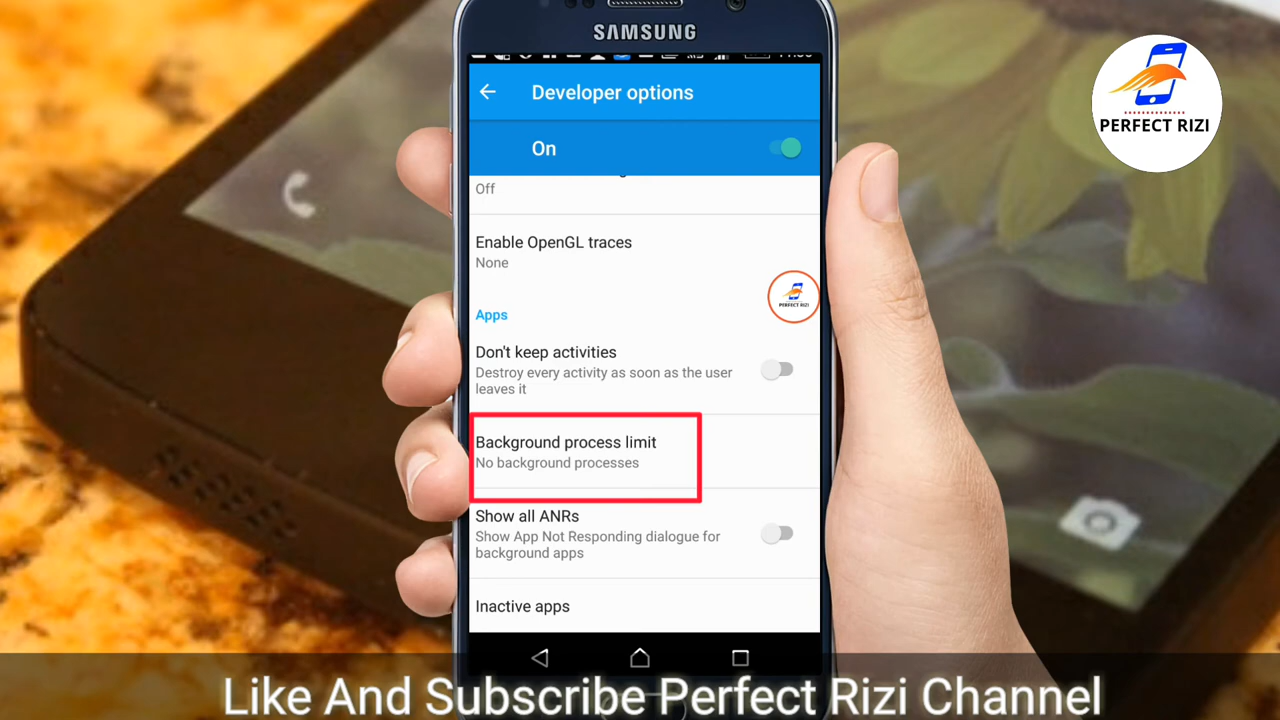 SAMSUNG
Developer options
On
Off
Enable OpenGL traces
None
Apps
Don't keep activities
Destroy every activity as soon as the user
leaves it
Background process limit
No background processes
Show all ANRs
Show App Not Responding dialogue for
background apps
Inactive apps
PERFECT RIZI
PERFECT RIZI
Like And Subscribe Perfect Rizi Channel